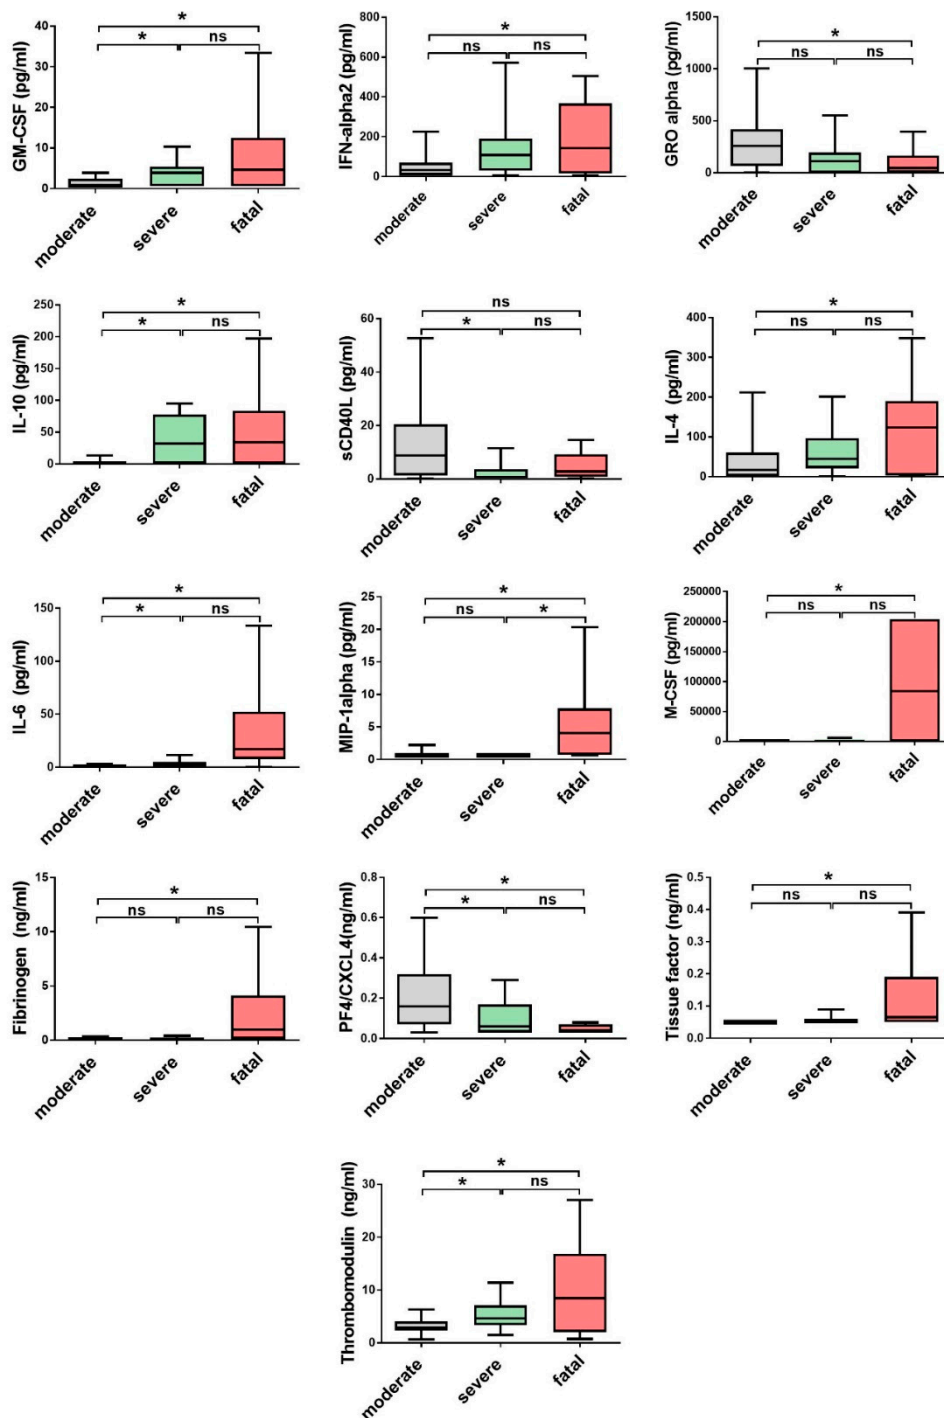 GM-CSF (pg/ml)
40
30
20
10
0
*
*
ns
moderate
severe
fatal
IFN-alpha2 (pg/ml)
800
600
400
200
0
*
ns
ns
moderate
severe
fatal
GRO alpha (pg/ml)
1500
1000
500
0
*
ns
ns
moderate
severe
fatal
IL-10 (pg/ml)
250
200
150
100
50
0
*
*
ns
moderate
severe
fatal
sCD40L (pg/ml)
60
40
20
0
ns
*
ns
moderate
severe
fatal
IL-4 (pg/ml)
400
300
200
100
0
*
ns
ns
moderate
severe
fatal
IL-6 (pg/ml)
150
100
50
0
*
*
ns
moderate
severe
fatal
MIP-1alpha (pg/ml)
25
20
15
10
5
0
*
ns
*
moderate
severe
fatal
M-CSF (pg/ml)
250000
200000
150000
100000
50000
0
*
ns
ns
moderate
severe
fatal
Fibrinogen (ng/ml)
15
10
5
0
*
ns
ns
moderate
severe
fatal
PF4/CXCL4(ng/ml)
0.8
0.6
0.4
0.2
0.0
*
*
ns
moderate
severe
fatal
Tissue factor (ng/ml)
0.5
0.4
0.3
0.2
0.1
0.0
*
ns
ns
moderate
severe
fatal
Thrombomodulin (ng/ml)
30
20
10
0
*
*
ns
moderate
severe
fatal